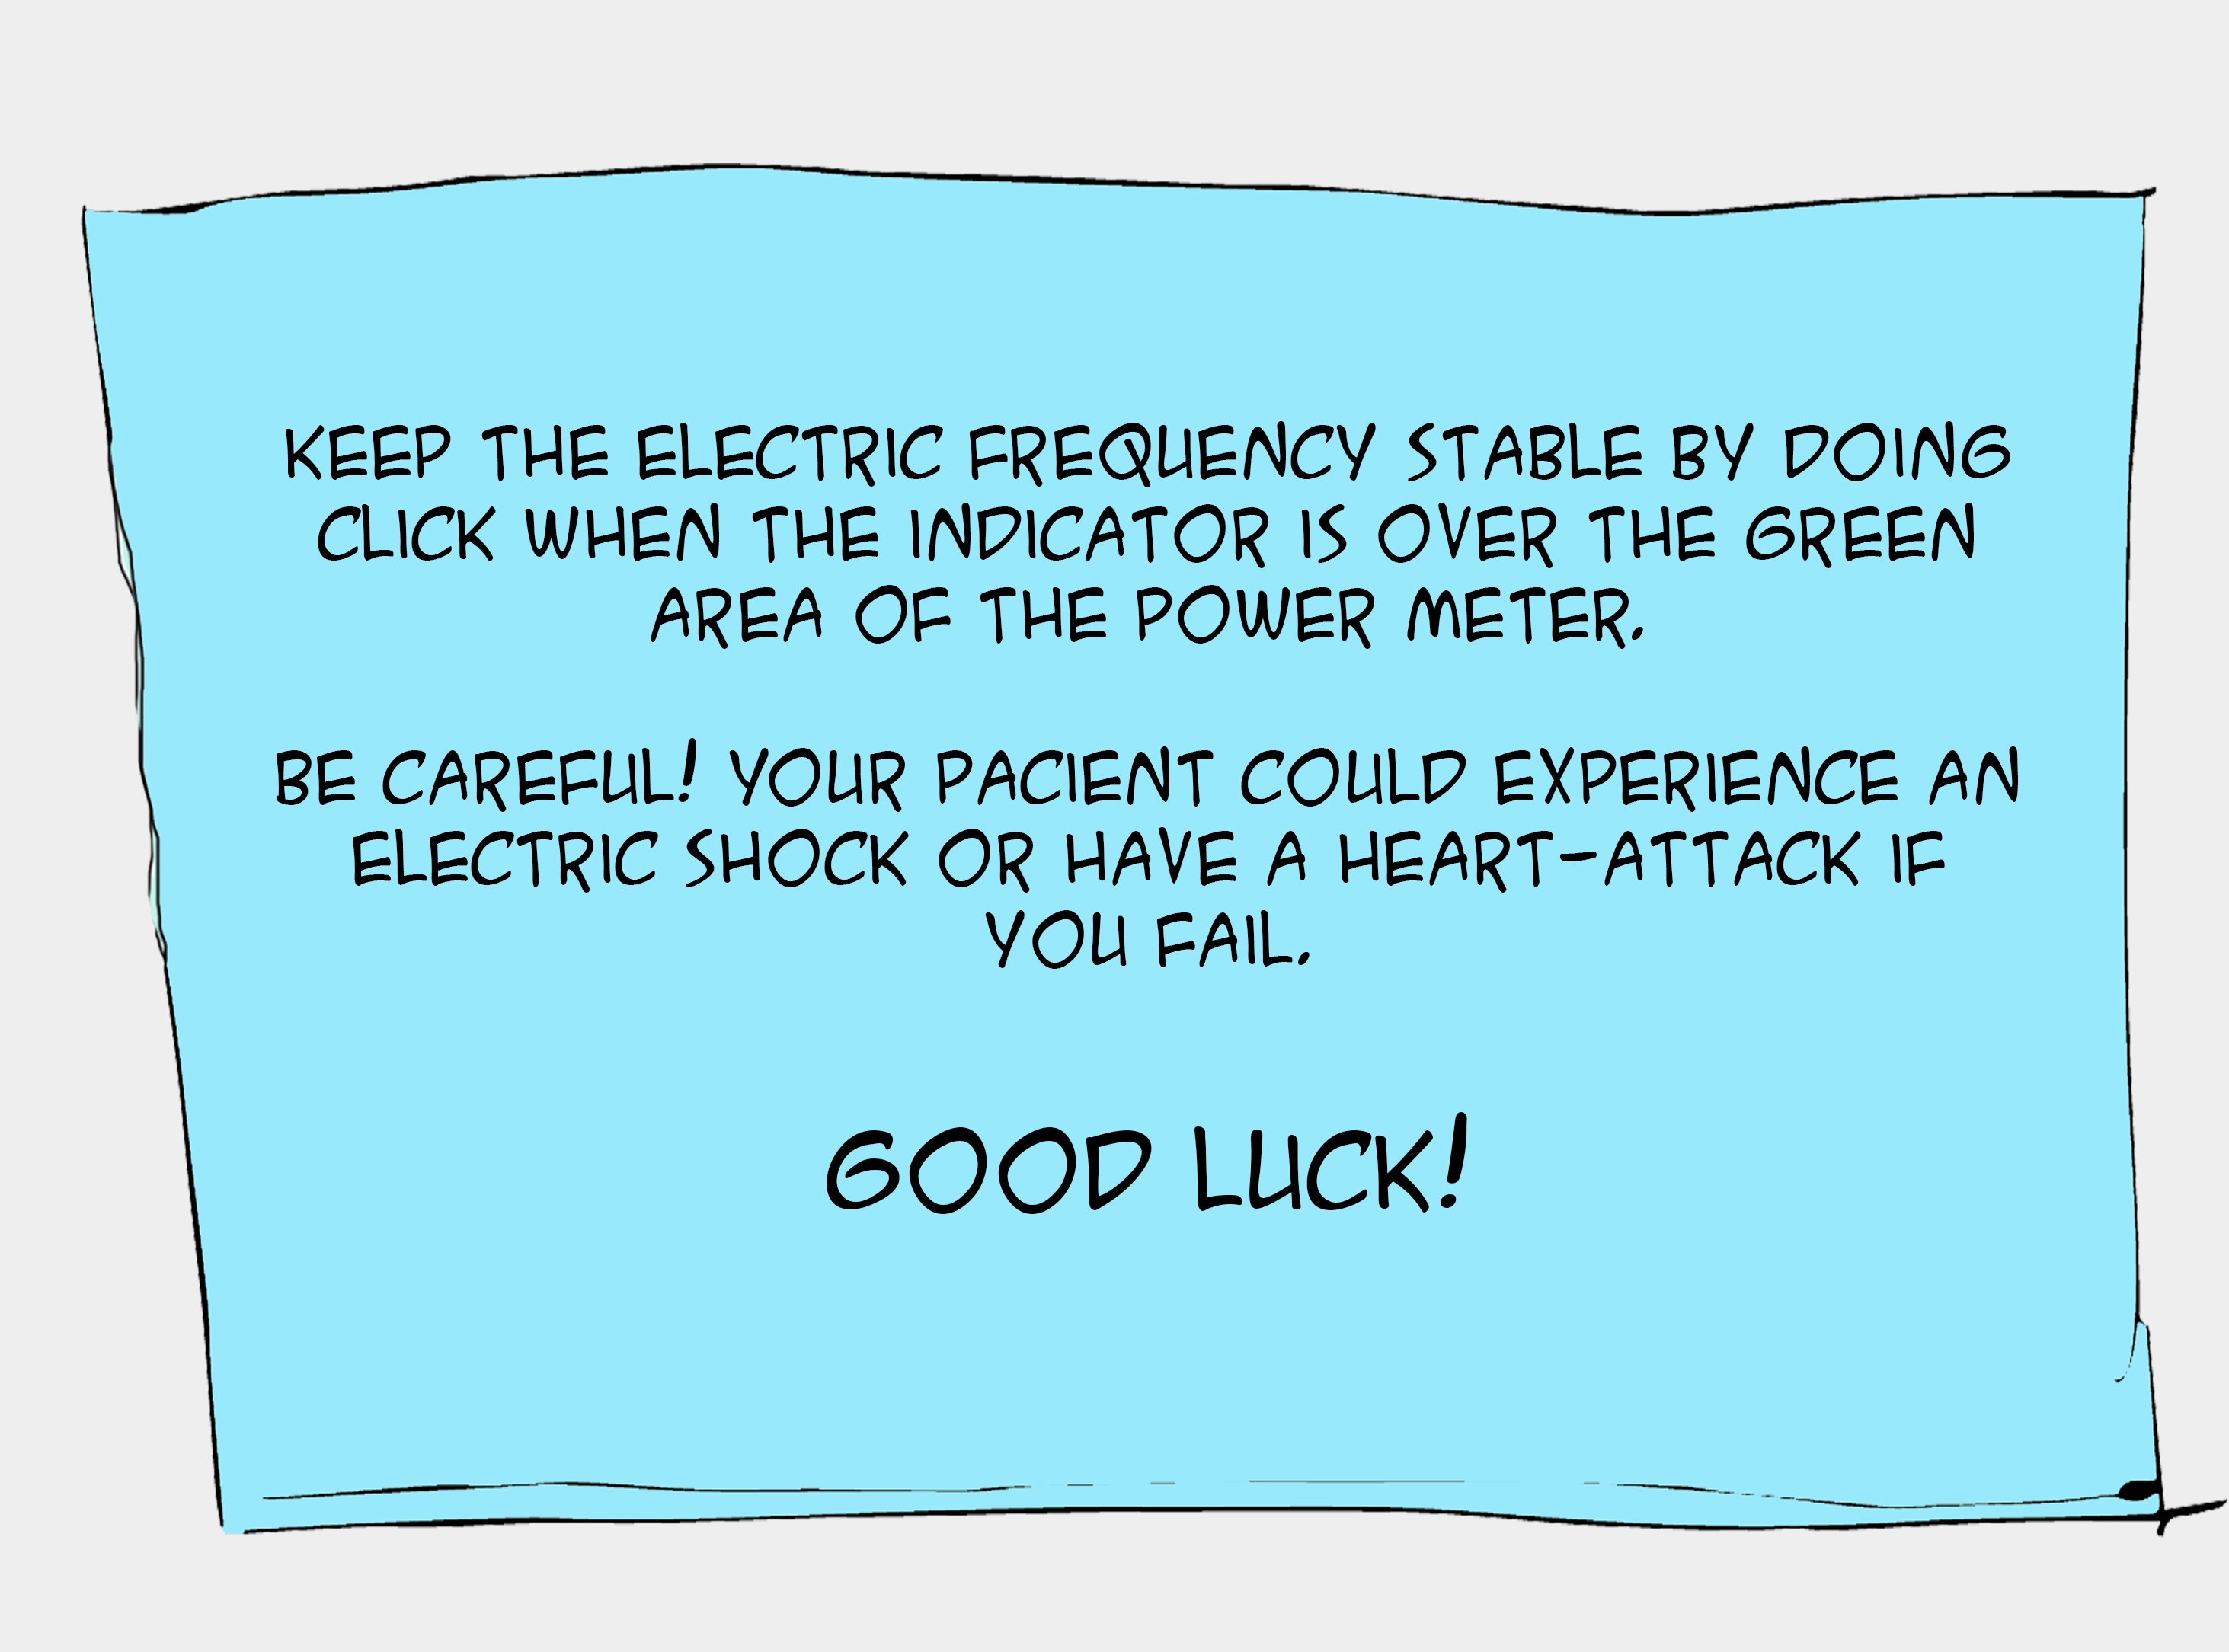 KEEP THE ELECTRIC FREQUENCY STABLE BY DOING
CLICK WHEN THE INDICATOR IS OVER THE GREEN
AREA OF THE POWER METER.
BE CAREFUL! YOUR PACIENT COULD EXPERIENCE AN
ELECTRIC SHOCK OR HAVE A HEART-ATTACK IF
YOU FAIL.
GOOD LUCK!